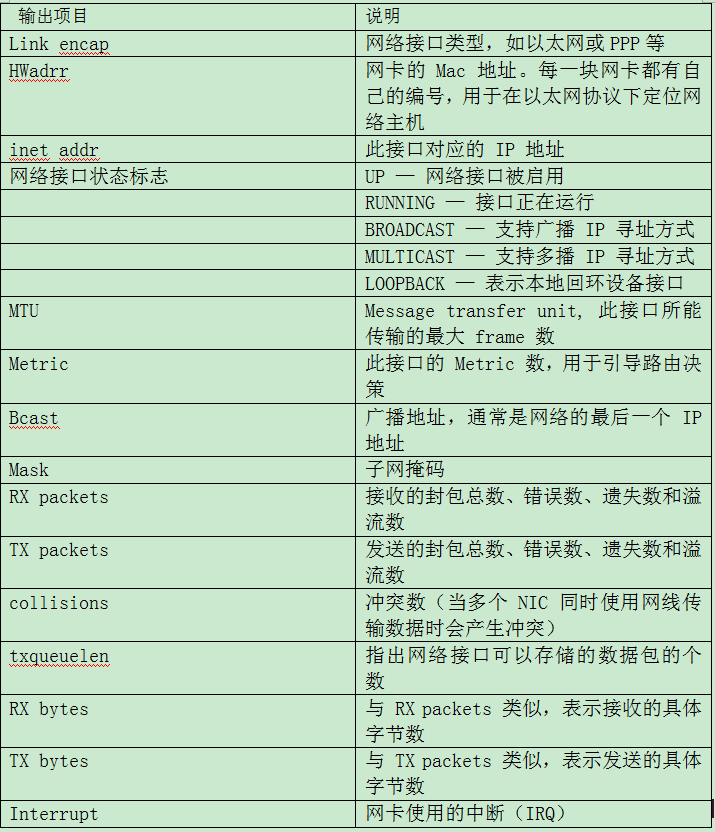 输出项目 说明
Link encap 网络接口类型，如以太网或PPP等
HWadrr 网卡的 Mac 地址。每一块网卡都有自
己的编号，用于在以太网协议下定位网
络主机
inet addr 此接口对应的 IP 地址
网络接口状态标志 UP — 网络接口被启用
RUNNING — 接口正在运行
BROADCAST — 支持广播 IP 寻址方式
MULTICAST — 支持多播 IP 寻址方式
LOOPBACK — 表示本地回环设备接口
MTU Message transfer unit, 此接口所能
传输的最大 frame 数
Metric 此接口的 Metric 数，用于引导路由决
策
Bcast 广播地址，通常是网络的最后一个 IP
地址
Mask 子网掩码
RX packets 接收的封包总数、错误数、遗失数和溢
流数
TX packets 发送的封包总数、错误数、遗失数和溢
流数
collisions 冲突数（当多个 NIC 同时使用网线传
输数据时会产生冲突）
txqueuelen 指出网络接口可以存储的数据包的个
数
RX bytes 与 RX packets 类似，表示接收的具体
字节数
TX bytes 与 TX packets 类似，表示发送的具体
字节数
Interrupt 网卡使用的中断（IRQ）